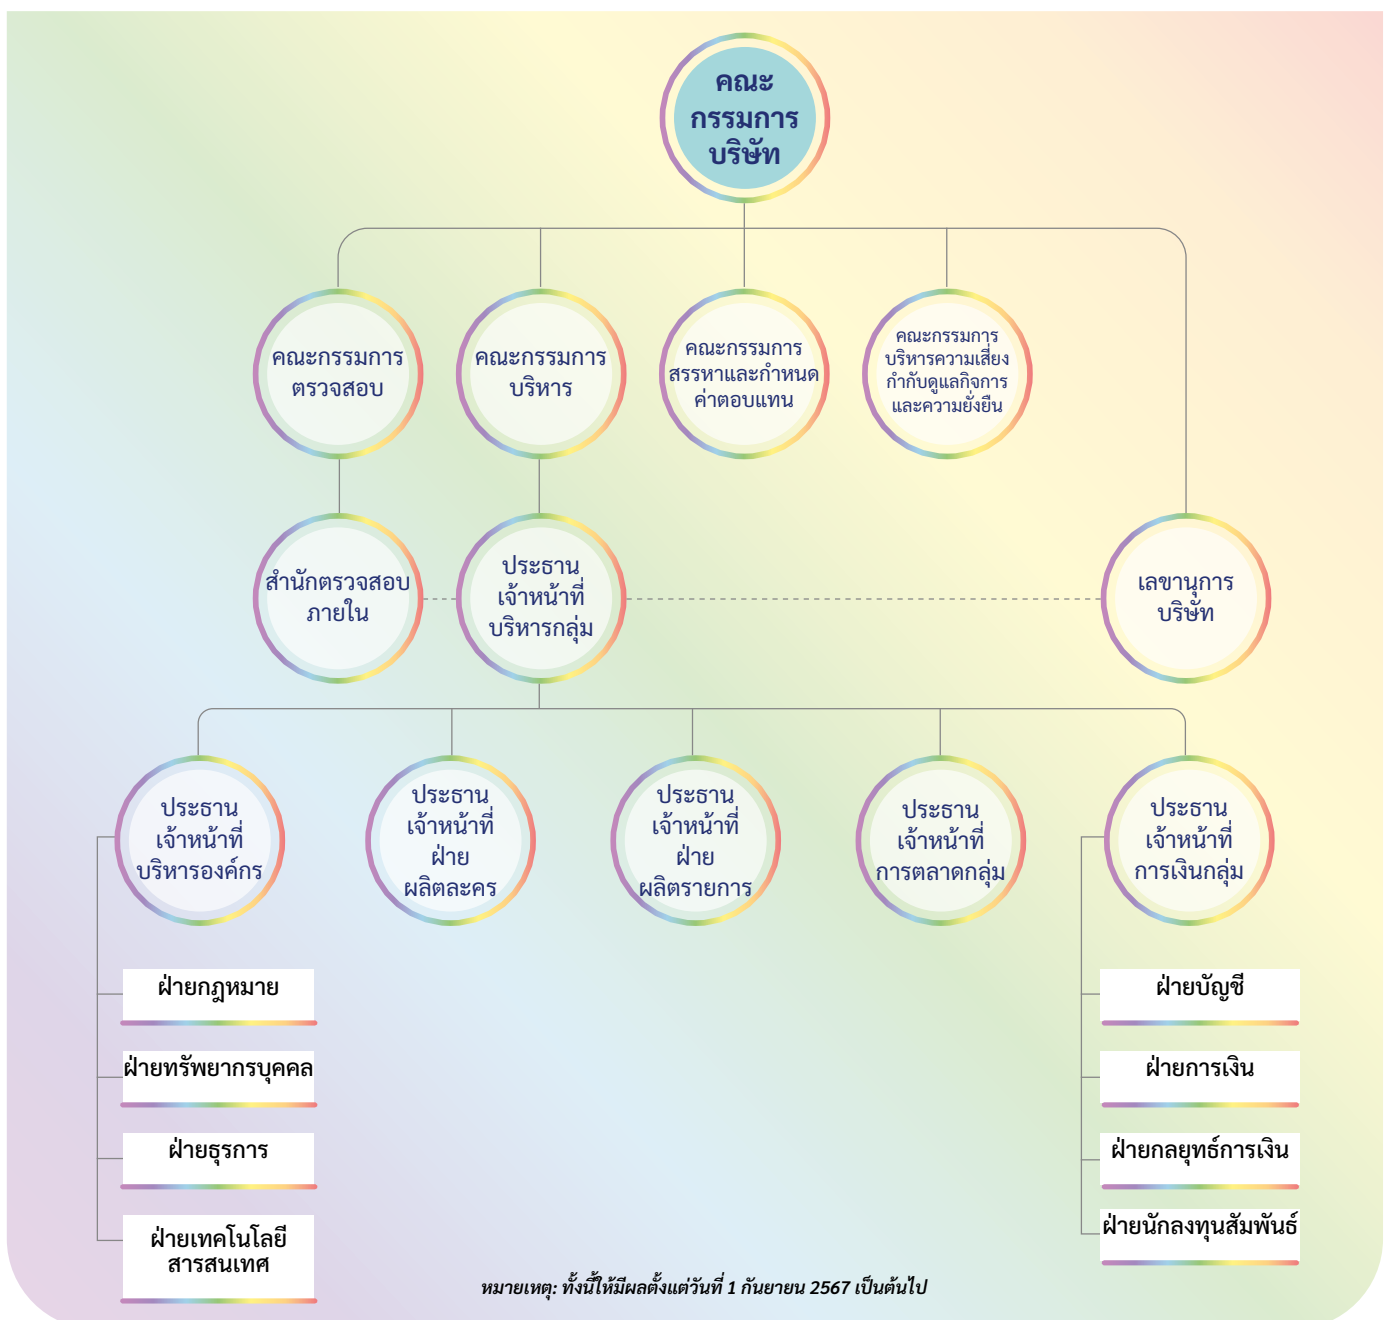 คณะ
กรรมการ
บริษัท
คณะกรรมการ
ตรวจสอบ
คณะกรรมการ
บริหาร
คณะกรรมการ
สรรหาและกำหนด
ค่าตอบแทน
คณะกรรมการ
บริหารความเสี่ยง
กำกับดูแลกิจการ
และความยั่งยืน
สำนักตรวจสอบ
ภายใน
ประธาน
เจ้าหน้าที่
บริหารกลุ่ม
เลขานุการ
บริษัท
ประธาน
เจ้าหน้าที่
บริหารองค์กร
ประธาน
เจ้าหน้าที่
ฝ่าย
ผลิตละคร
ประธาน
เจ้าหน้าที่
ฝ่าย
ผลิตรายการ
ประธาน
เจ้าหน้าที่
การตลาดกลุ่ม
ประธาน
เจ้าหน้าที่
การเงินกลุ่ม
ฝ่ายกฎหมาย
ฝ่ายทรัพยากรบุคคล
ฝ่ายธุรการ
ฝ่ายเทคโนโลยี
สารสนเทศ
ฝ่ายบัญชี
ฝ่ายการเงิน
ฝ่ายกลยุทธ์การเงิน
ฝ่ายนักลงทุนสัมพันธ์
หมายเหตุ: ทั้งนี้ให้มีผลตั้งแต่วันที่ 1 กันยายน 2567 เป็นต้นไป